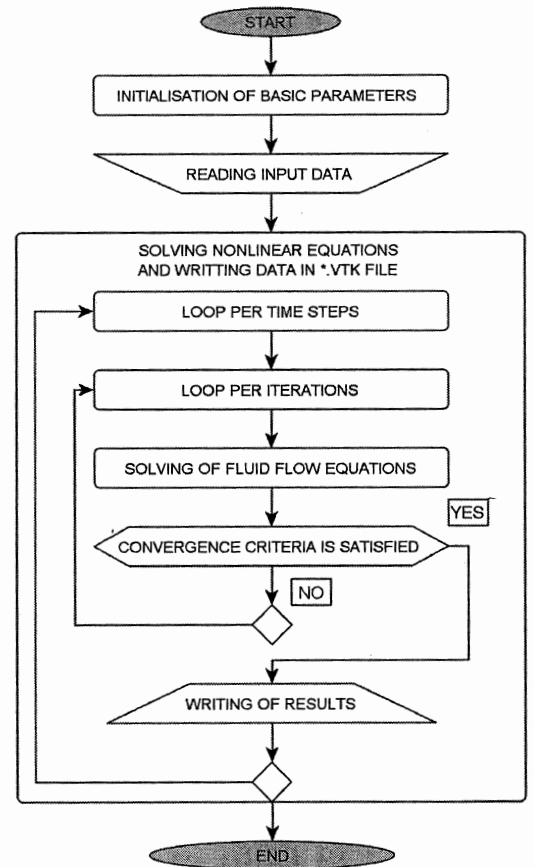 START
INITIALISATION OF BASIC PARAMETERS
READING INPUT DATA
SOLVING NONLINEAR EQUATIONS
AND WRITTING DATA IN *.VTK FILE
LOOP PER TIME STEPS
LOOP PER ITERATIONS
SOLVING OF FLUID FLOW EQUATIONS
YES
CONVERGENCE CRITERIA IS SATISFIED
NO
WRITING OF RESULTS
END